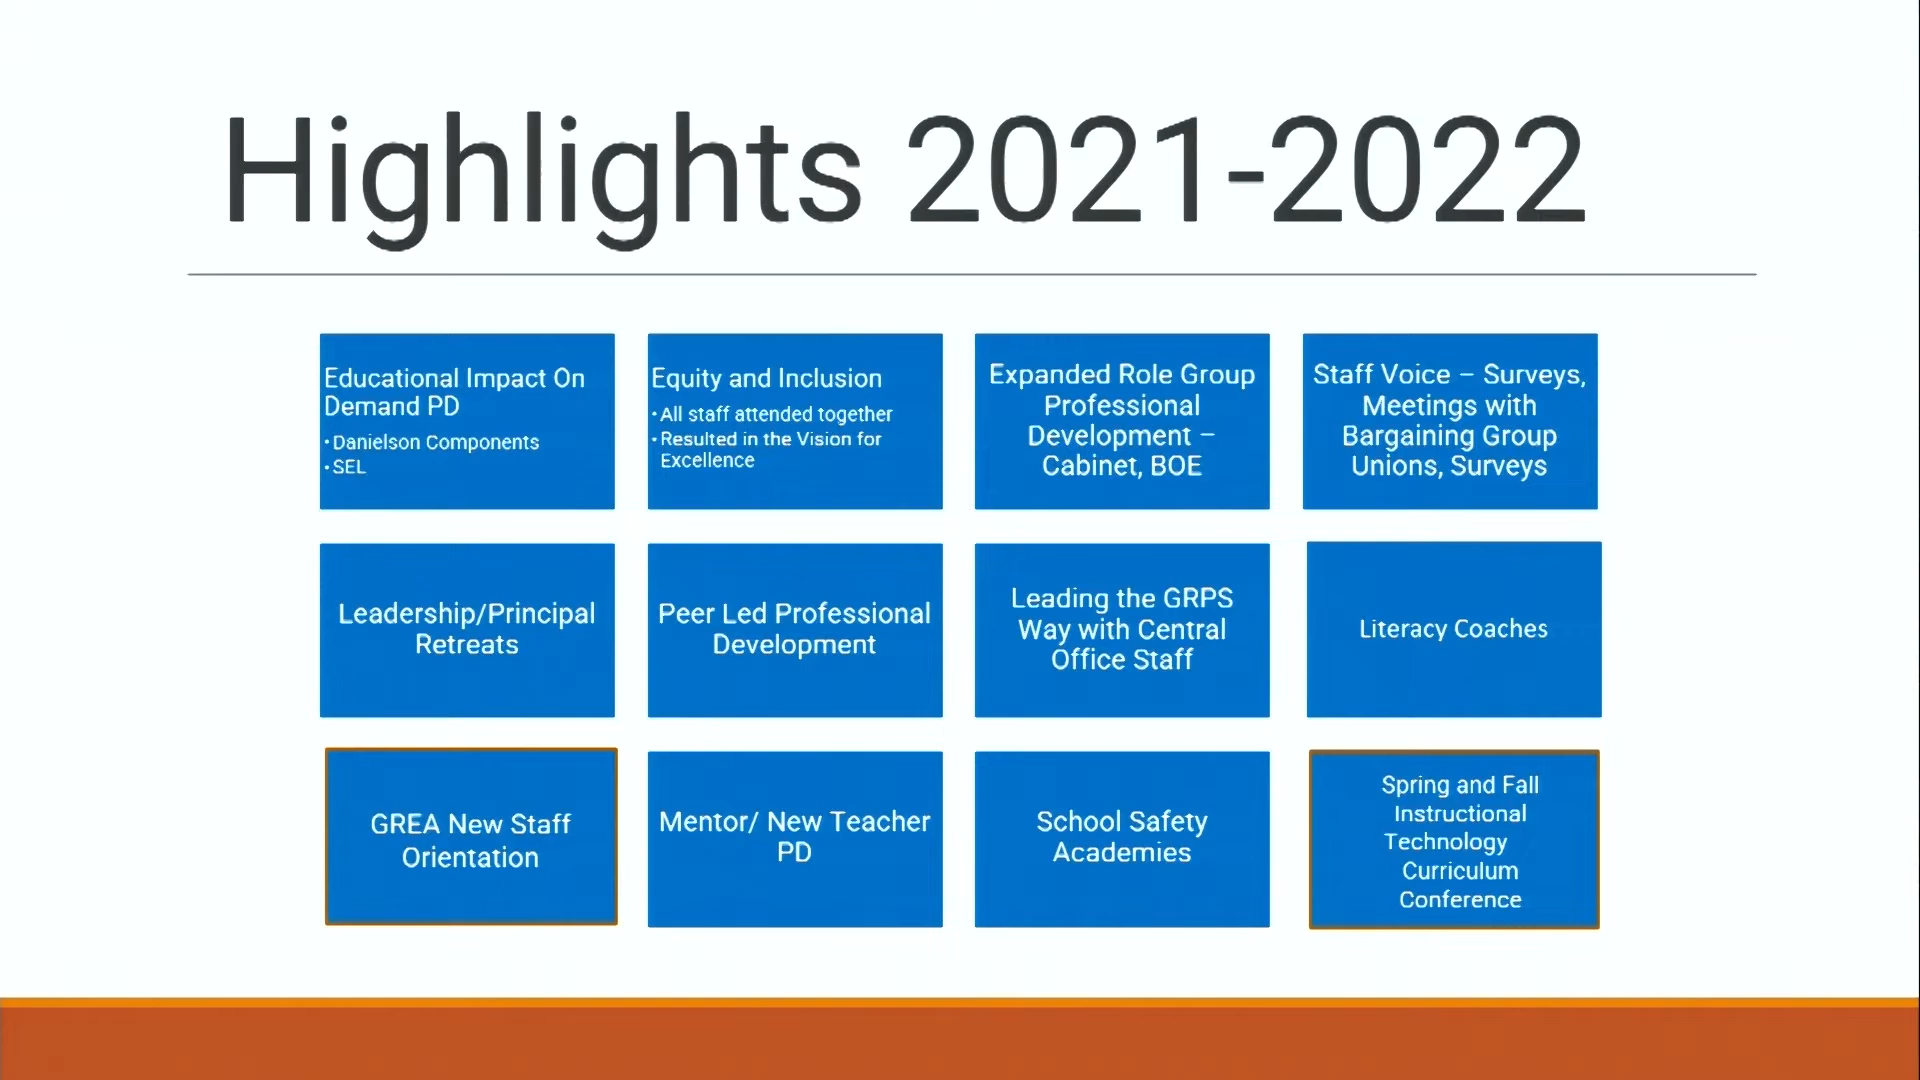 Highlights 2021-2022
Educational Impact On
Demand PD
• Danielson Components
• SEL
Equity and Inclusion
• All staff attended together
• Resulted in the Vision for
Excellence
Expanded Role Group
Professional
Development –
Cabinet, BOE
Staff Voice – Surveys,
Meetings with
Bargaining Group
Unions, Surveys
Leadership/Principal
Retreats
Peer Led Professional
Development
Leading the GRPS
Way with Central
Office Staff
Literacy Coaches
GREA New Staff
Orientation
Mentor/ New Teacher
PD
School Safety
Academies
Spring and Fall
Instructional
Technology
Curriculum
Conference